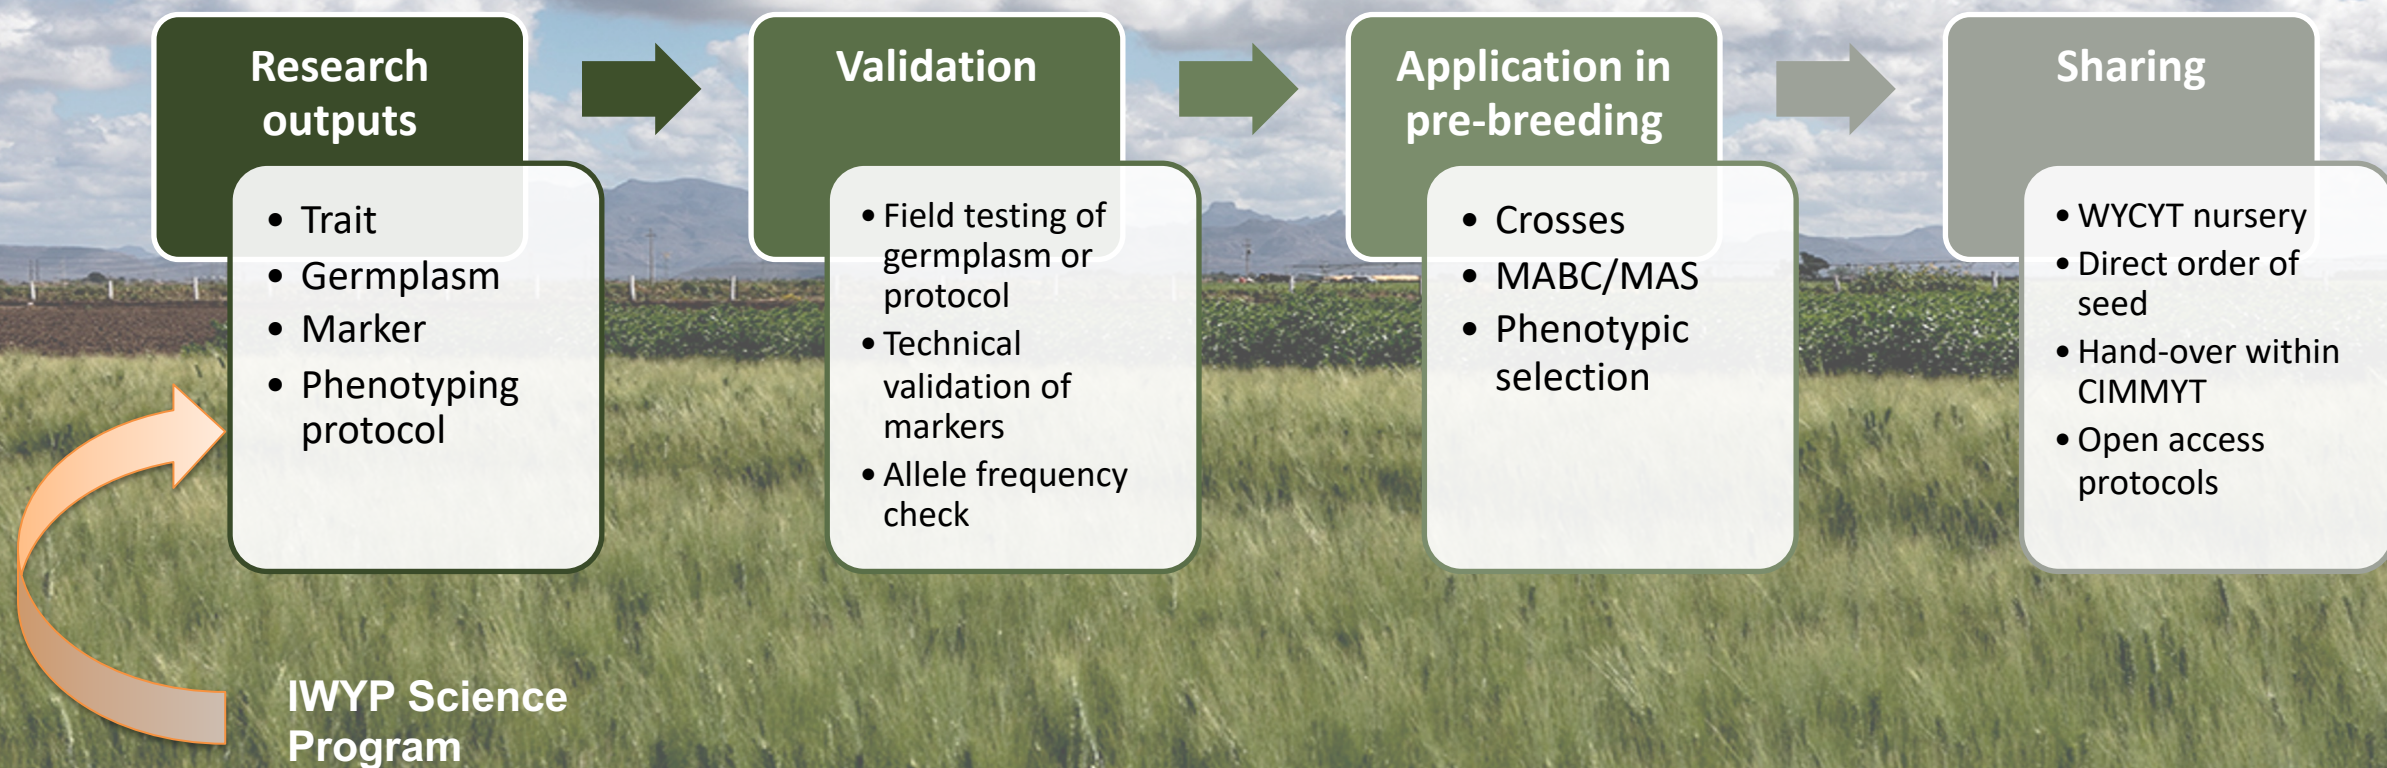 Research
outputs
• Trait
• Germplasm
• Marker
• Phenotyping
protocol
Validation
• Field testing of
germplasm or
protocol
• Technical
validation of
markers
• Allele frequency
check
Application in
pre-breeding
• Crosses
• MABC/MAS
• Phenotypic
selection
Sharing
• WYCYT nursery
• Direct order of
seed
• Hand-over within
CIMMYT
• Open access
protocols
IWYP Science
Program